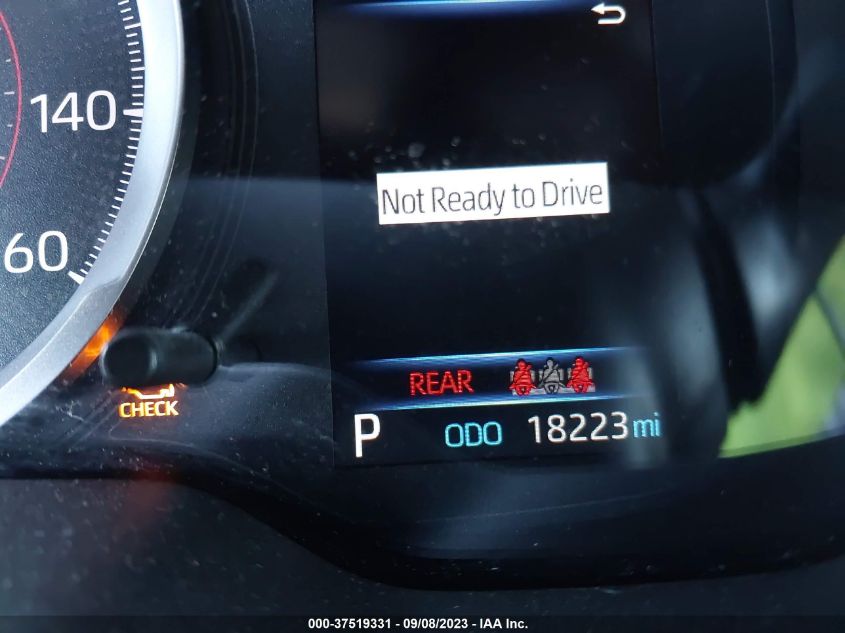 140
60
Not Ready to Drive
REAR
CHECK
P ODO 18223 mi
000-37519331 - 09/08/2023 - IAA Inc.